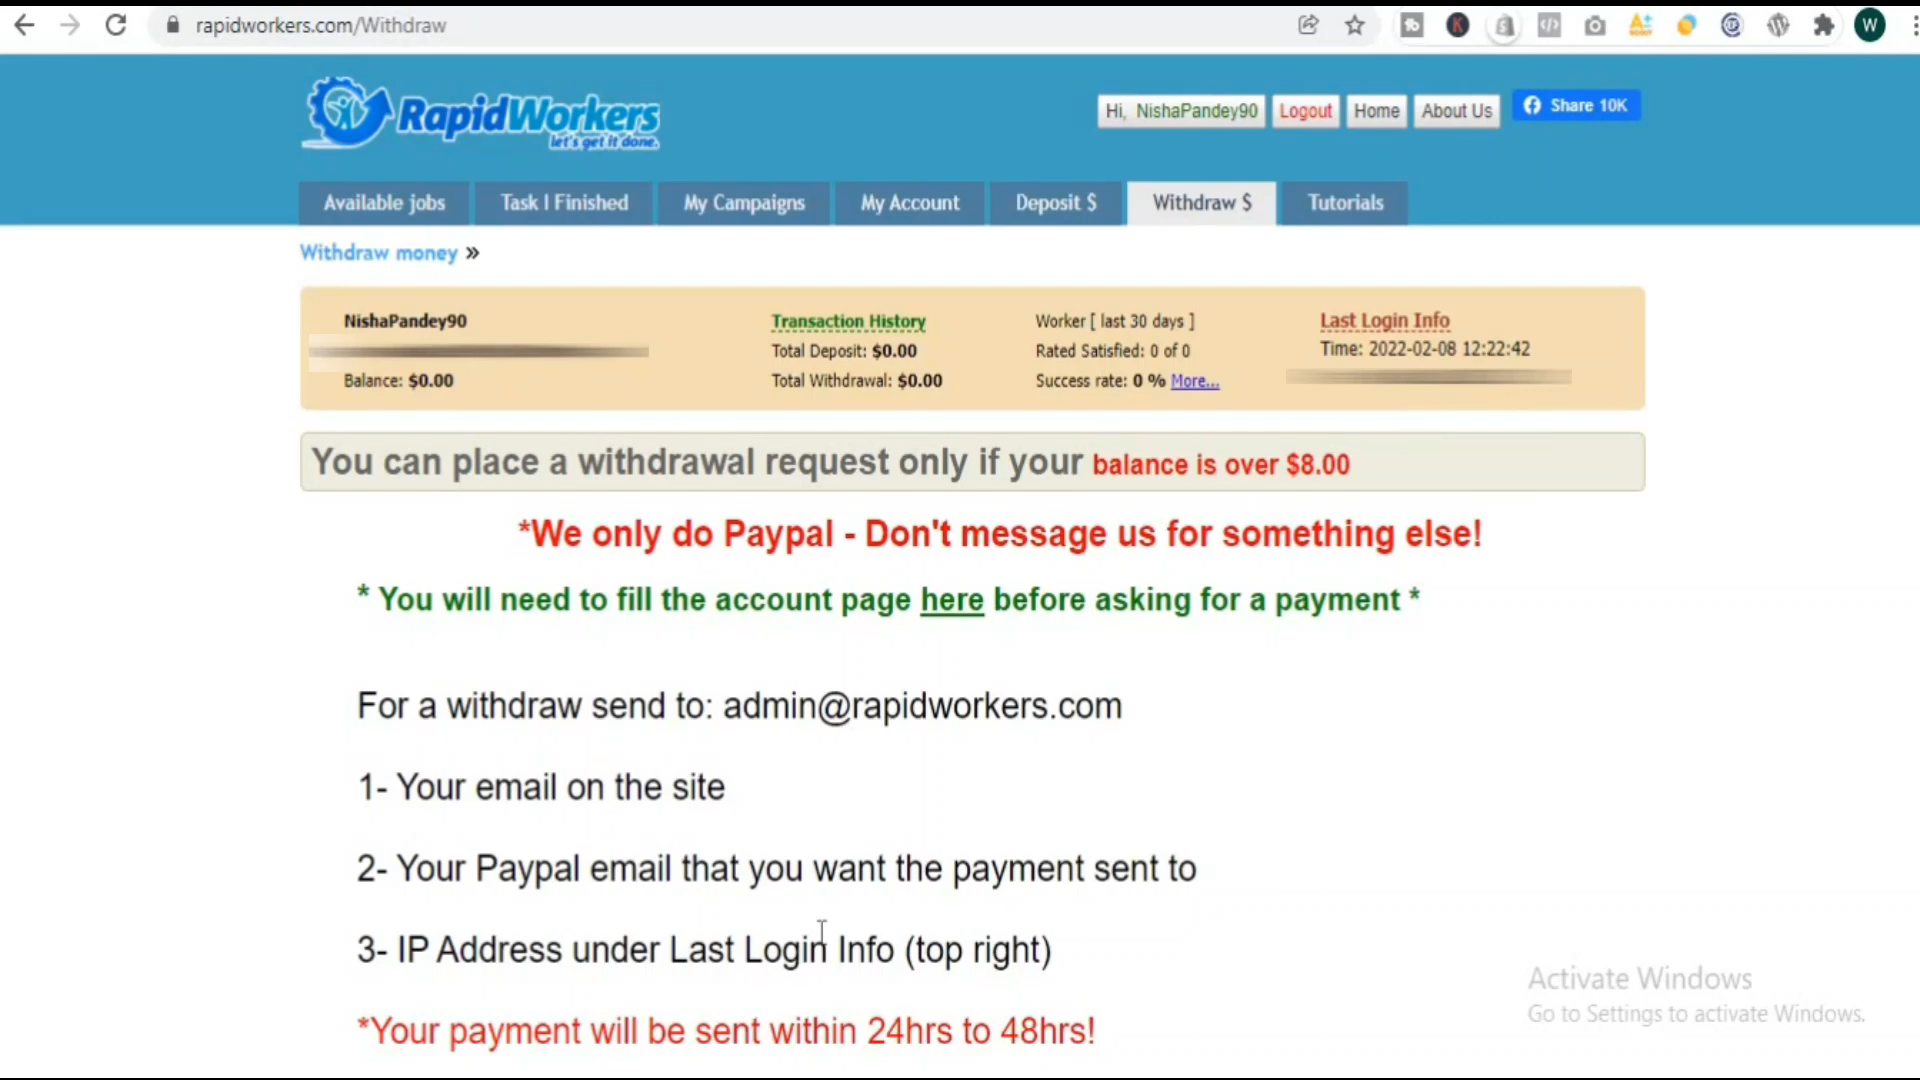 rapidworkers.com/Withdraw
W
RapidWorkers
let's get it done.
Hi, NishaPandey90
Logout
Home
About Us
Share 10K
Available jobs
Task I Finished
My Campaigns
My Account
Deposit $
Withdraw $
Tutorials
Withdraw money »
NishaPandey90
Balance: $0.00
Transaction History
Total Deposit: $0.00
Total Withdrawal: $0.00
Worker [ last 30 days ]
Rated Satisfied: 0 of 0
Success rate: 0 % More...
Last Login Info
Time: 2022-02-08 12:22:42
You can place a withdrawal request only if your balance is over $8.00
*We only do Paypal - Don't message us for something else!
* You will need to fill the account page here before asking for a payment *
For a withdraw send to: admin@rapidworkers.com
1- Your email on the site
2- Your Paypal email that you want the payment sent to
3- IP Address under Last Login Info (top right)
*Your payment will be sent within 24hrs to 48hrs!
Activate Windows
Go to Settings to activate Windows.